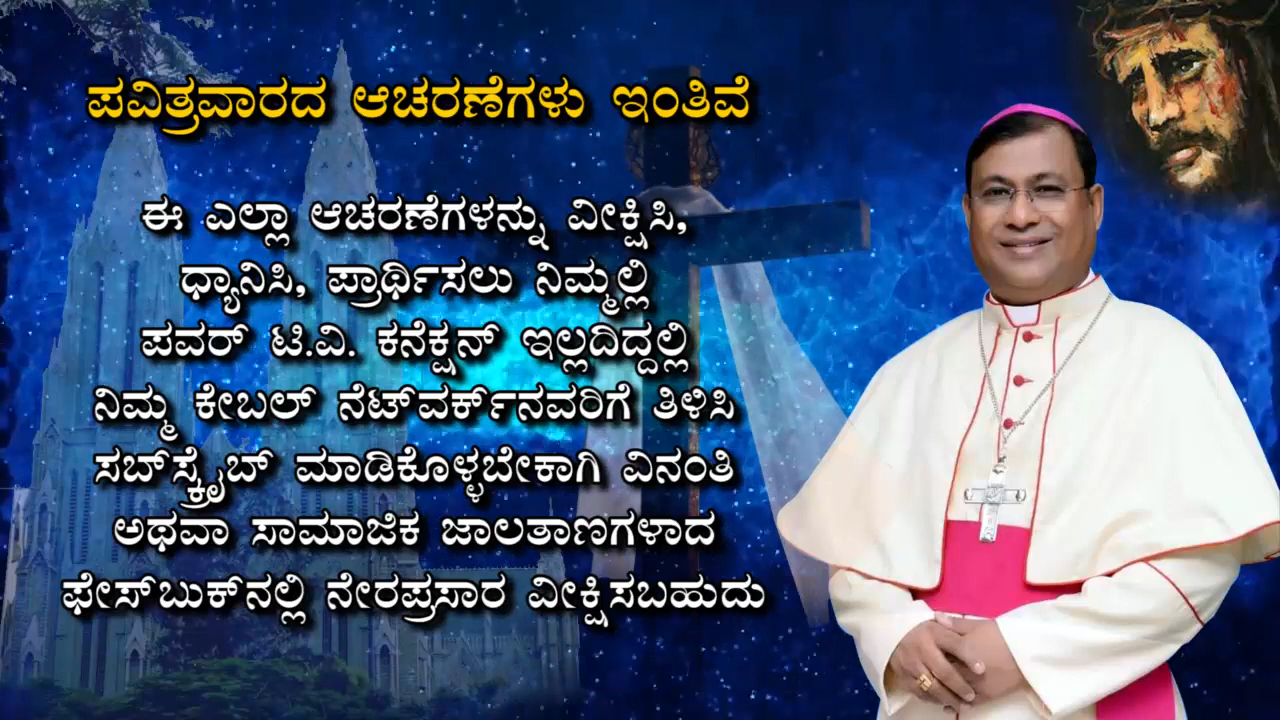 ಪವಿತ್ರವಾರದ ಆಚರಣೆಗಳು ಇಂತಿವೆ
ಈ ಎಲ್ಲಾ ಆಚರಣೆಗಳನ್ನು ವೀಕ್ಷಿಸಿ,
ಧ್ಯಾನಿಸಿ, ಪ್ರಾರ್ಥಿಸಲು ನಿಮ್ಮಲ್ಲಿ
ಪವರ್ ಟಿ.ವಿ. ಕನೆಕ್ಷನ್ ಇಲ್ಲದಿದ್ದಲ್ಲಿ
ನಿಮ್ಮ ಕೇಬಲ್ ನೆಟ್‌ವರ್ಕ್‌ನವರಿಗೆ ತಿಳಿಸಿ
ಸಬ್‌ಸ್ಕ್ರೈಬ್ ಮಾಡಿಕೊಳ್ಳಬೇಕಾಗಿ ವಿನಂತಿ
ಅಥವಾ ಸಾಮಾಜಿಕ ಜಾಲತಾಣಗಳಾದ
ಫೇಸ್‌ಬುಕ್‌ನಲ್ಲಿ ನೇರಪ್ರಸಾರ ವೀಕ್ಷಿಸಬಹುದು